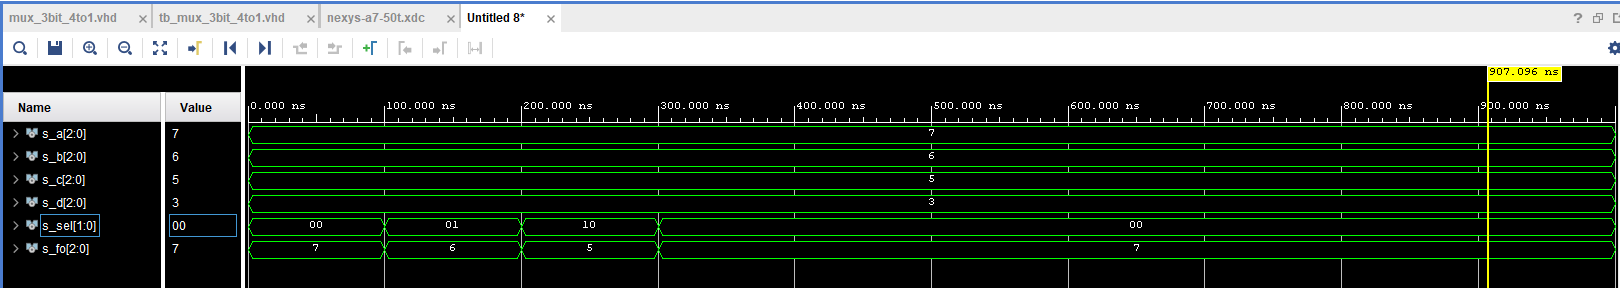 mux_3bit_4to1.vhd × tb_mux_3bit_4to1.vhd × nexys-a7-50t.xdc × Untitled 8* × ?
907.096 ns
Name Value 0.000 ns 100.000 ns 200.000 ns 300.000 ns 400.000 ns 500.000 ns 600.000 ns 700.000 ns 800.000 ns 900.000 ns
s_a[2:0] 7 7
s_b[2:0] 6 6
s_c[2:0] 5 5
s_d[2:0] 3 3
s_sel[1:0] 00 00 01 10 00
s_fo[2:0] 7 7 6 5 7